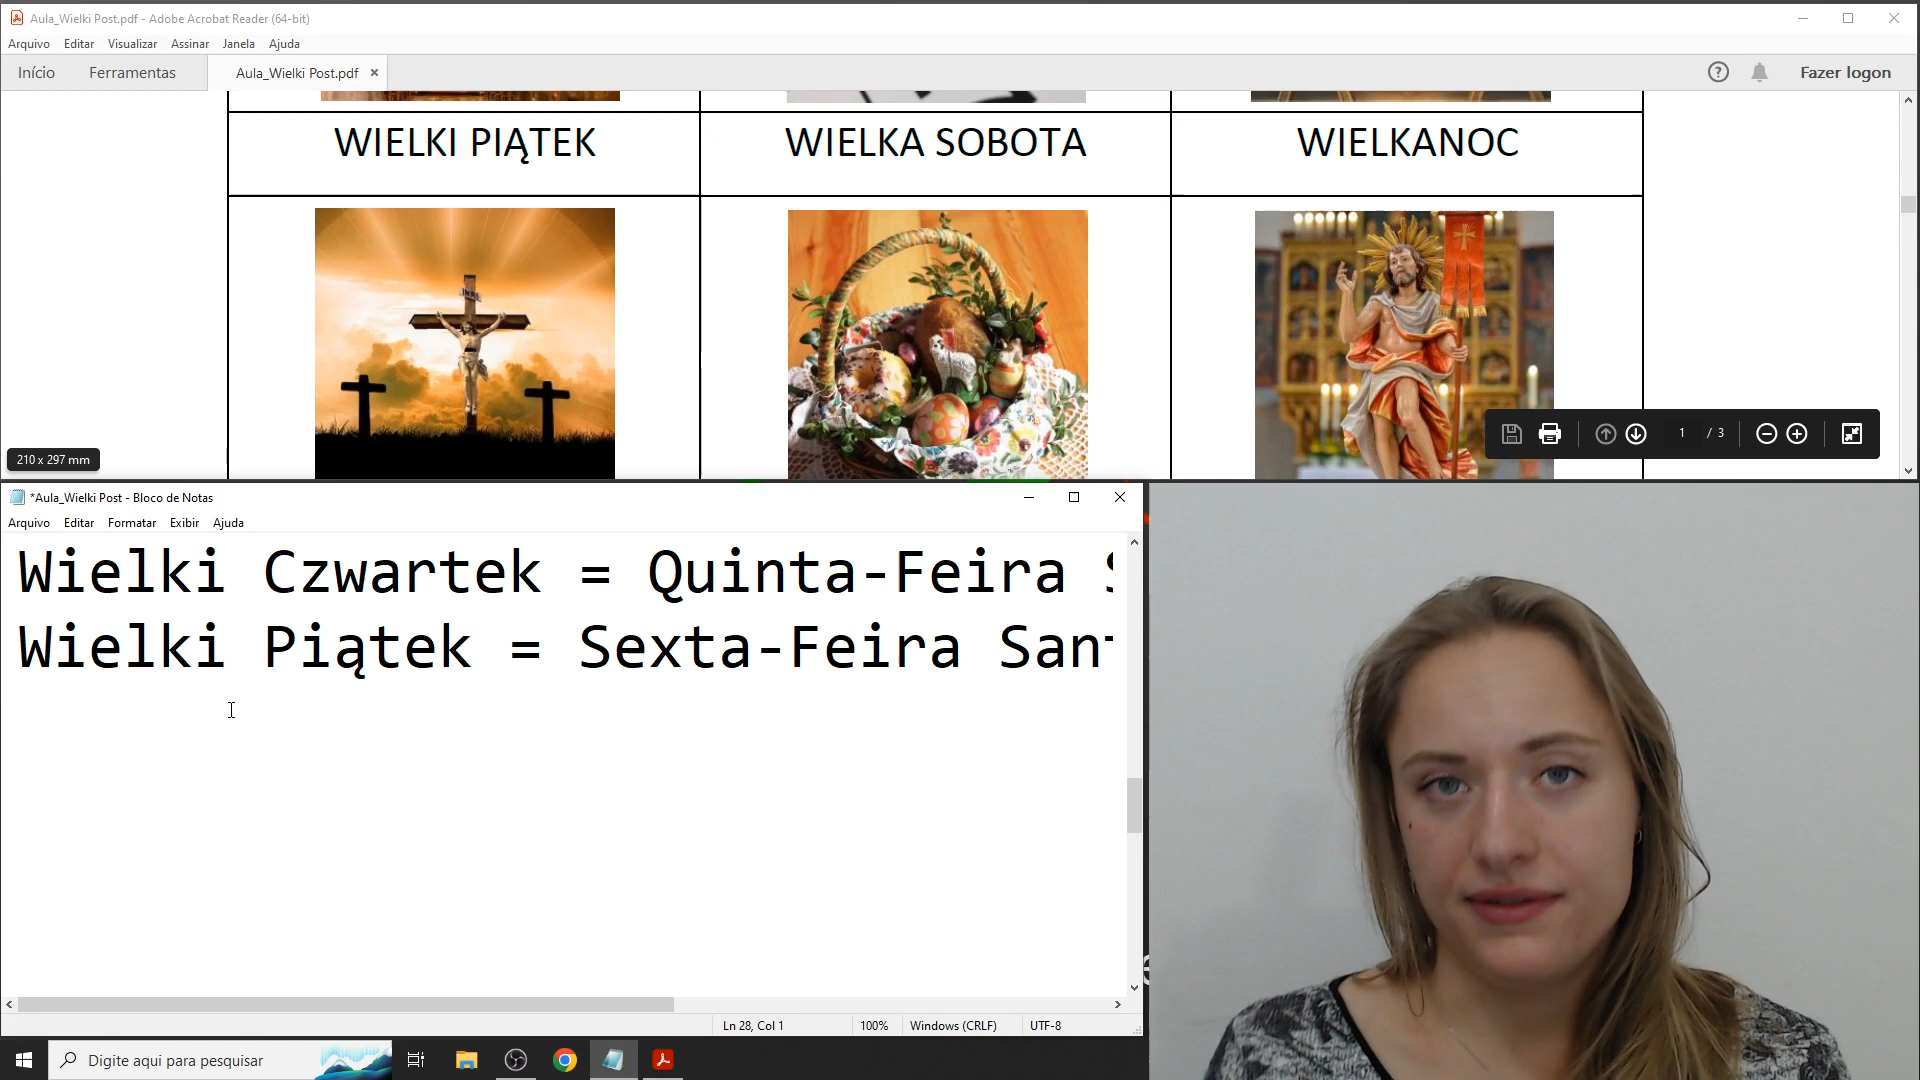 Aula_Wielki Post.pdf - Adobe Acrobat Reader (64-bit)
Arquivo Editar Visualizar Assinar Janela Ajuda
Início Ferramentas Aula_Wielki Post.pdf Fazer logon
WIELKI PIĄTEK WIELKA SOBOTA WIELKANOC
INRI
210 x 297 mm
1 / 3
*Aula_Wielki Post - Bloco de Notas
Arquivo Editar Formatar Exibir Ajuda
Wielki Czwartek = Quinta-Feira
Wielki Piątek = Sexta-Feira San
Ln 28, Col 1 100% Windows (CRLF) UTF-8
Digite aqui para pesquisar